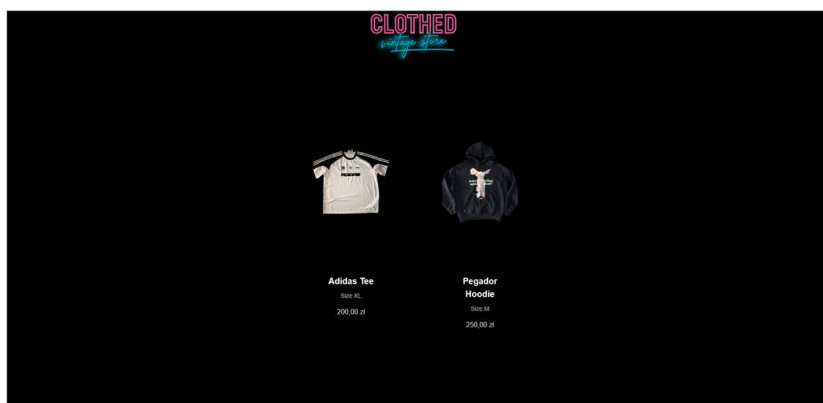 CLOTHED
vintage store
Adidas Tee
Size XL
200,00 zł
Pegador
Hoodie
Size M
250,00 zł